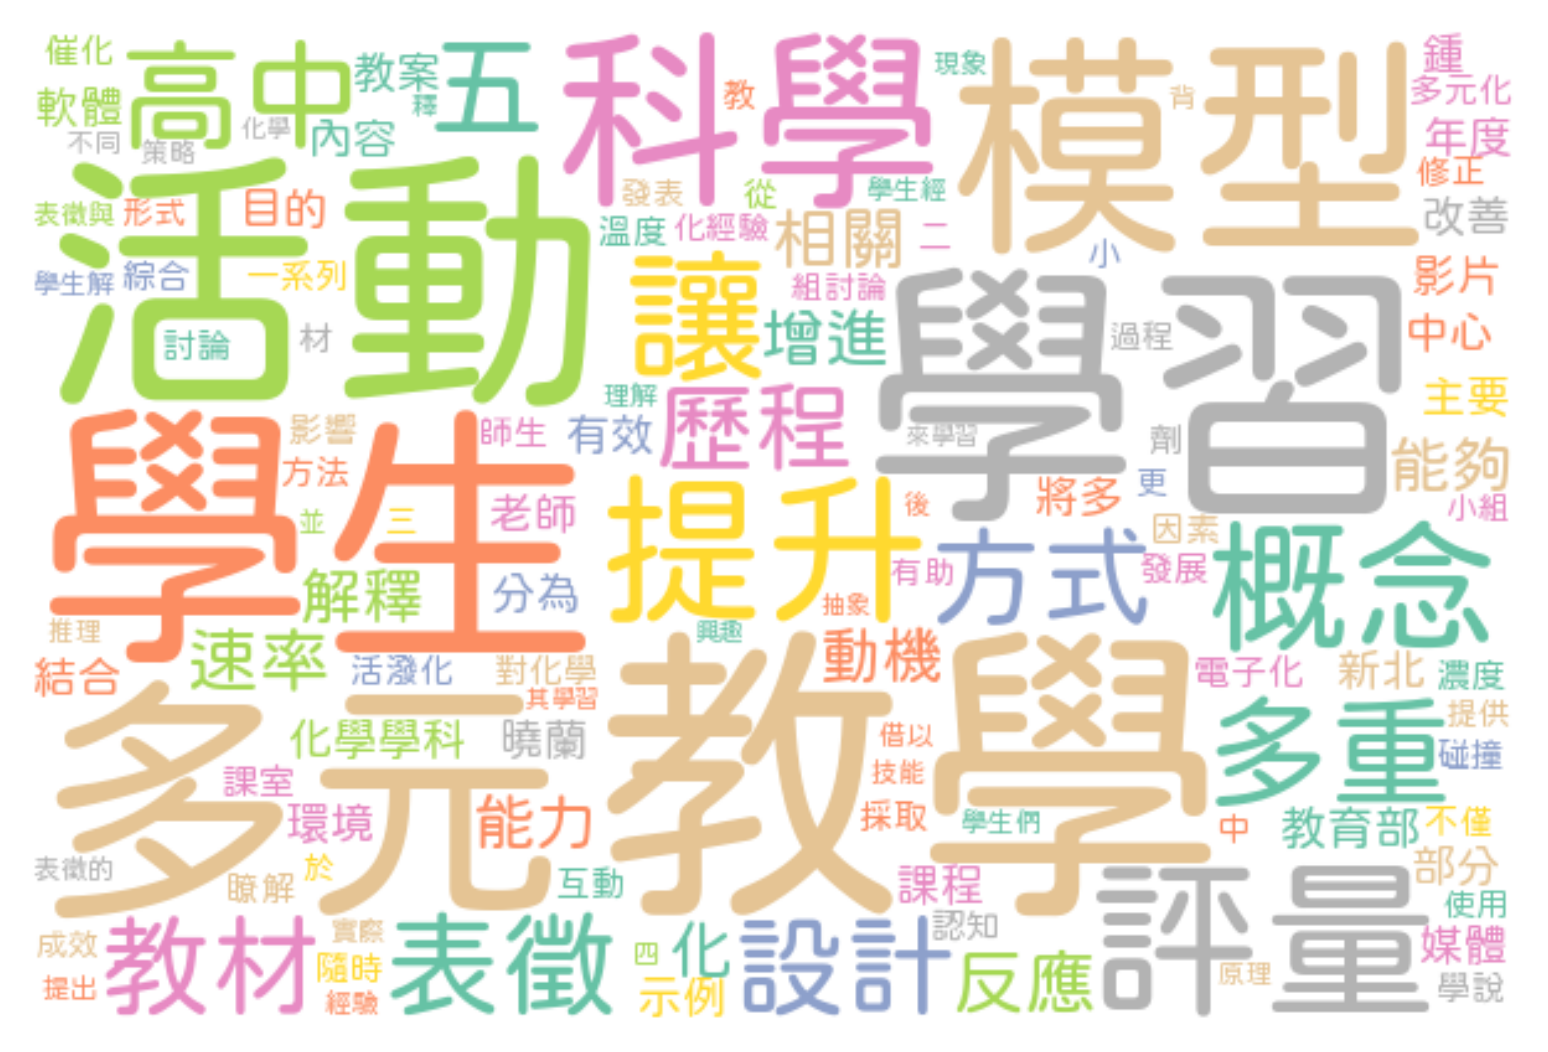 催化
高中
教案
五
科學
現象
模型
鍾
軟體
釋
教
背
多元化
不同
策略
化學
內容
年度
活動
發表
從
學生經
修正
表徵與
形式
目的
溫度
化經驗
相關
二
小
改善
學生解
綜合
一系列
讓
組討論
學習
影片
討論
材
增進
過程
中心
理解
歷程
主要
學生
影響
師生
有效
來學習
劑
能夠
方法
提升
後
將多
更
小組
並
三
老師
方式
因素
概念
解釋
分為
有助
發展
抽象
推理
速率
興趣
動機
結合
活潑化
對化學
教學
電子化
新北
濃度
多元
其學習
化學學科
曉蘭
借以
多重
提供
課室
技能
碰撞
環境
能力
採取
學生們
中
教育部
不僅
表徵的
瞭解
於
互動
課程
評量
部分
使用
成效
教材
實際
表徵
四
化
設計
認知
媒體
提出
隨時
經驗
示例
反應
原理
學說